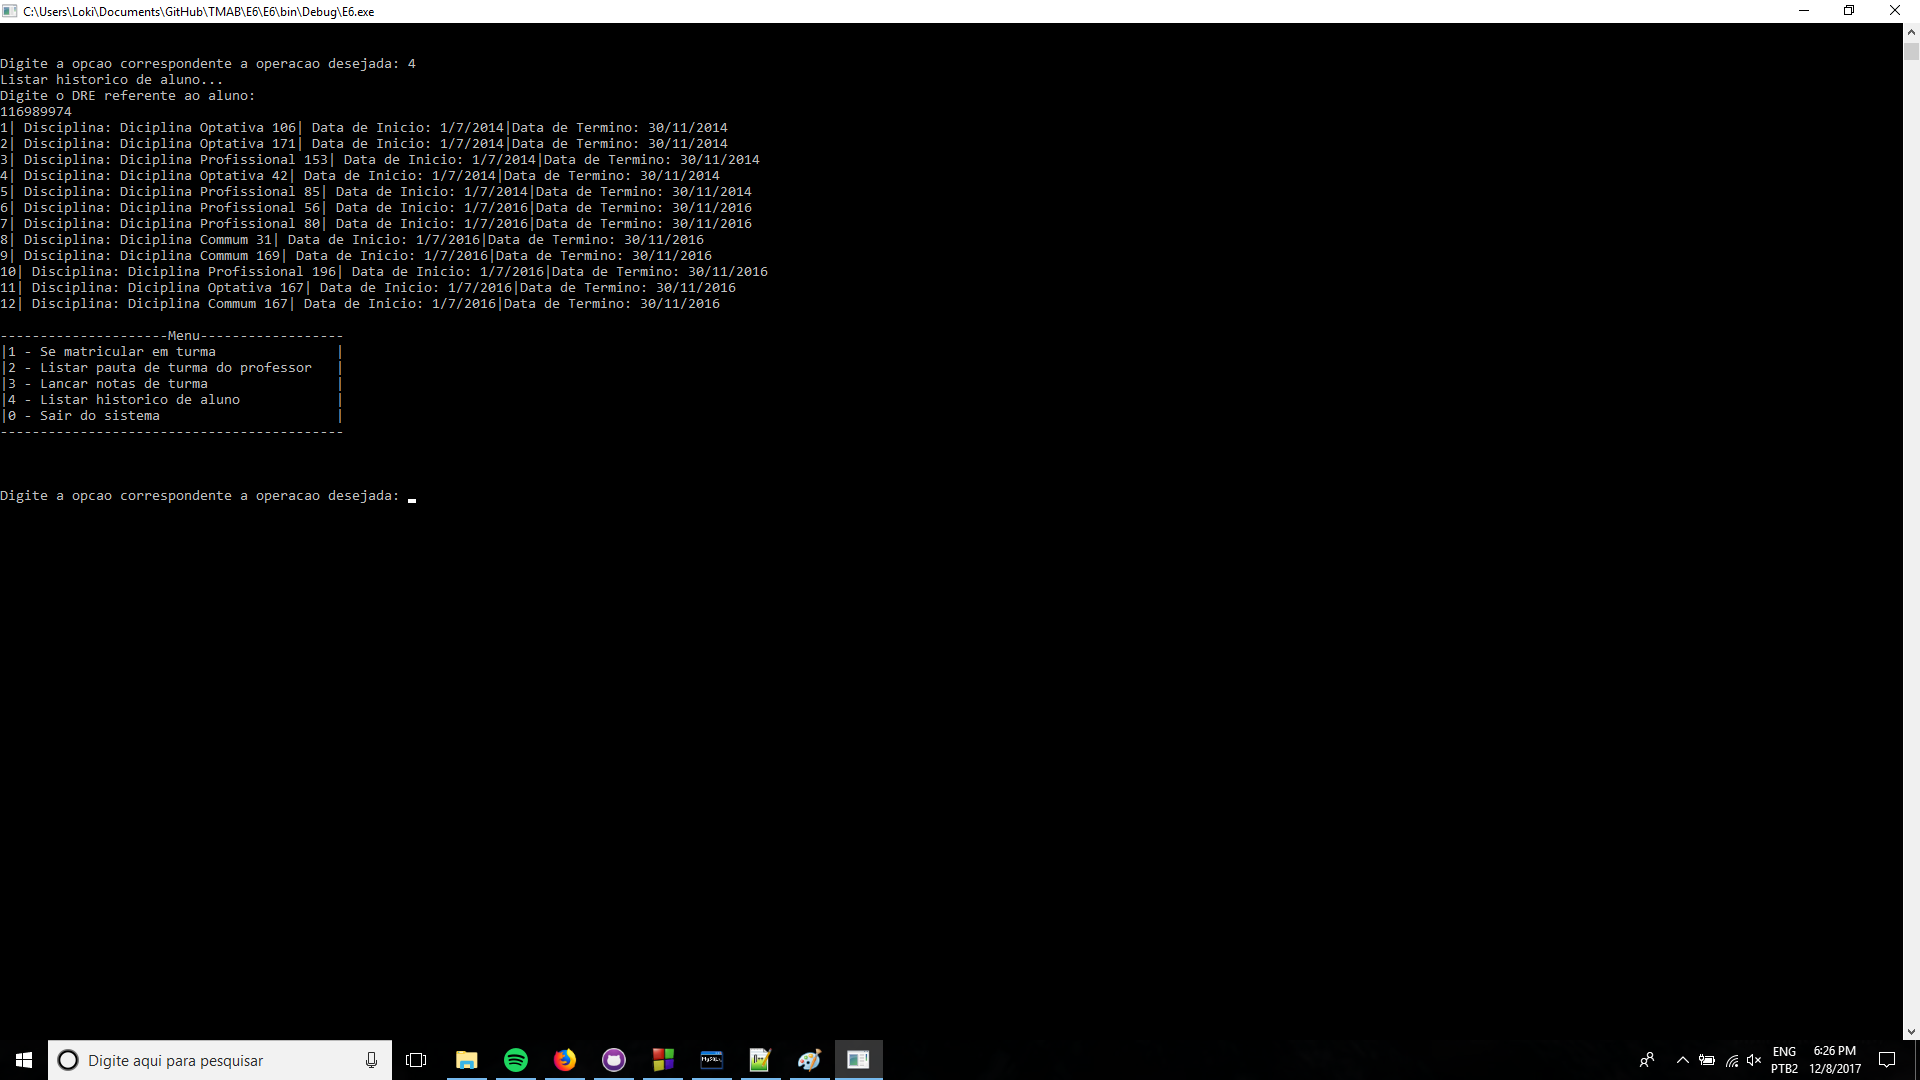 C:\Users\Loki\Documents\GitHub\TMAB\E6\E6\bin\Debug\E6.exe
Digite a opcao correspondente a operacao desejada: 4
Listar historico de aluno...
Digite o DRE referente ao aluno:
116989974
1| Disciplina: Diciplina Optativa 106| Data de Inicio: 1/7/2014|Data de Termino: 30/11/2014
2| Disciplina: Diciplina Optativa 171| Data de Inicio: 1/7/2014|Data de Termino: 30/11/2014
3| Disciplina: Diciplina Profissional 153| Data de Inicio: 1/7/2014|Data de Termino: 30/11/2014
4| Disciplina: Diciplina Optativa 42| Data de Inicio: 1/7/2014|Data de Termino: 30/11/2014
5| Disciplina: Diciplina Profissional 85| Data de Inicio: 1/7/2014|Data de Termino: 30/11/2014
6| Disciplina: Diciplina Profissional 56| Data de Inicio: 1/7/2016|Data de Termino: 30/11/2016
7| Disciplina: Diciplina Profissional 80| Data de Inicio: 1/7/2016|Data de Termino: 30/11/2016
8| Disciplina: Diciplina Commum 31| Data de Inicio: 1/7/2016|Data de Termino: 30/11/2016
9| Disciplina: Diciplina Commum 169| Data de Inicio: 1/7/2016|Data de Termino: 30/11/2016
10| Disciplina: Diciplina Profissional 196| Data de Inicio: 1/7/2016|Data de Termino: 30/11/2016
11| Disciplina: Diciplina Optativa 167| Data de Inicio: 1/7/2016|Data de Termino: 30/11/2016
12| Disciplina: Diciplina Commum 167| Data de Inicio: 1/7/2016|Data de Termino: 30/11/2016
---------------------Menu------------------
|1 - Se matricular em turma               |
|2 - Listar pauta de turma do professor   |
|3 - Lancar notas de turma                |
|4 - Listar historico de aluno            |
|0 - Sair do sistema                      |
-------------------------------------------
Digite a opcao correspondente a operacao desejada: _
Digite aqui para pesquisar
MySQL
ENG
PTB2
6:26 PM
12/8/2017